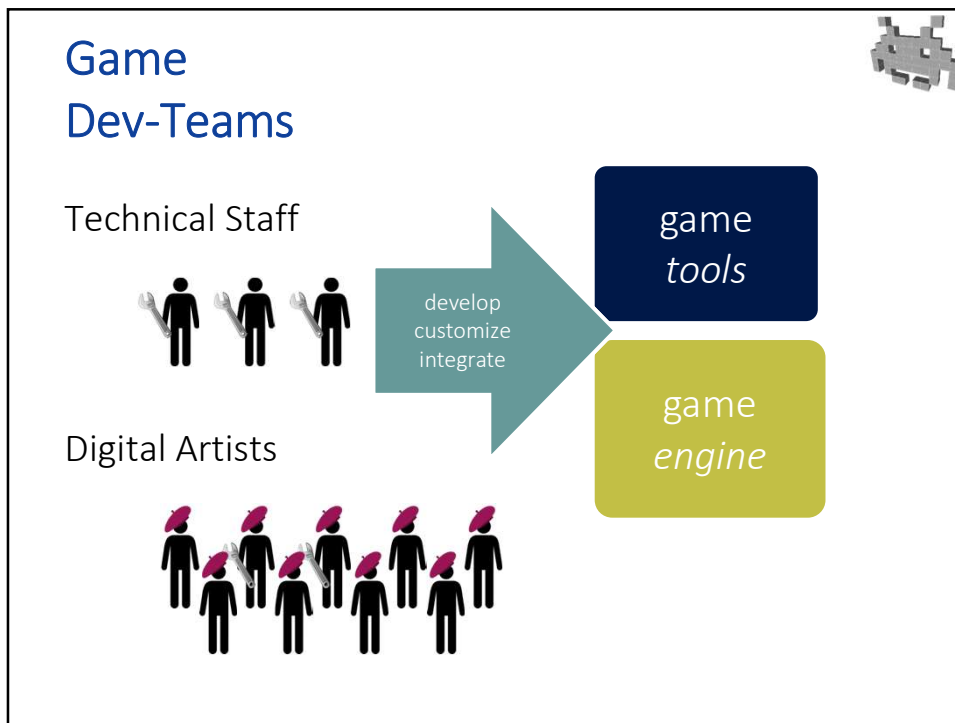 Game
Dev-Teams
Technical Staff
develop
customize
integrate
game
tools
game
engine
Digital Artists